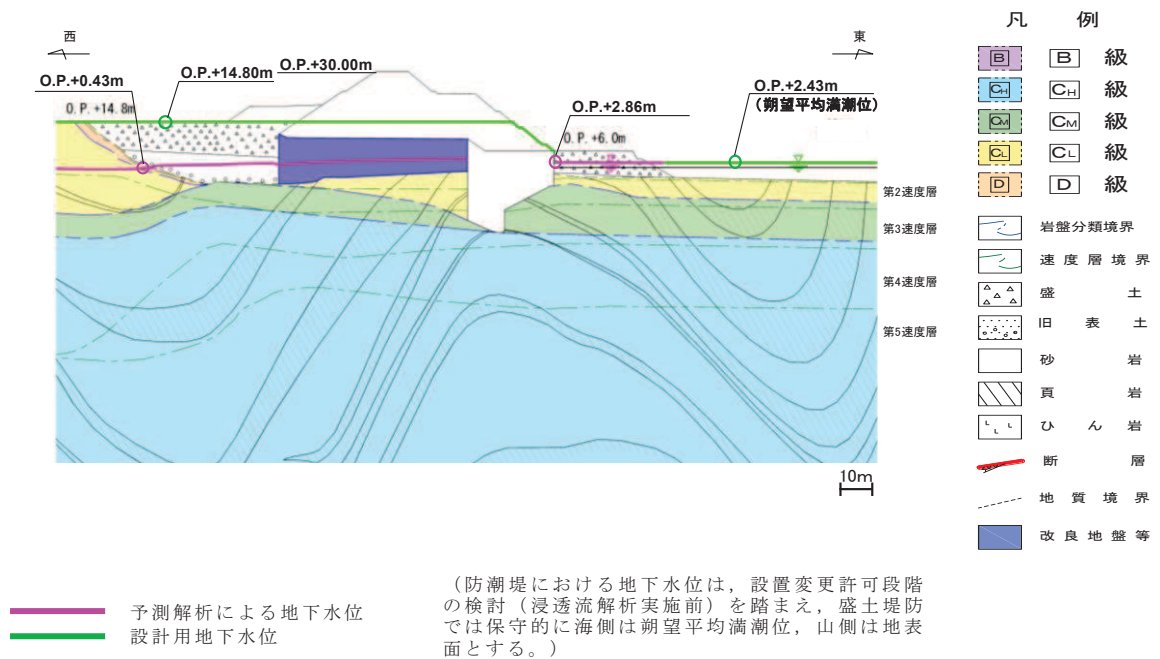 西
東
O.P.+0.43m
O.P.+14.80m
O.P.+30.00m
O.P.+2.86m
O.P.+2.43m
(朔望平均満潮位)
O.P.+14.8m
O.P.+6.0m
第2速度層
第3速度層
第4速度層
第5速度層
10m
凡 例
B B 級
CH CH 級
CM CM 級
CL CL 級
D D 級
岩盤分類境界
速度層境界
盛土
旧表土
砂岩
頁岩
ひん岩
断層
地質境界
改良地盤等
予測解析による地下水位
設計用地下水位
(防潮堤における地下水位は,設置変更許可段階
の検討(浸透流解析実施前)を踏まえ,盛土堤防
では保守的に海側は朔望平均満潮位,山側は地表
面とする。)